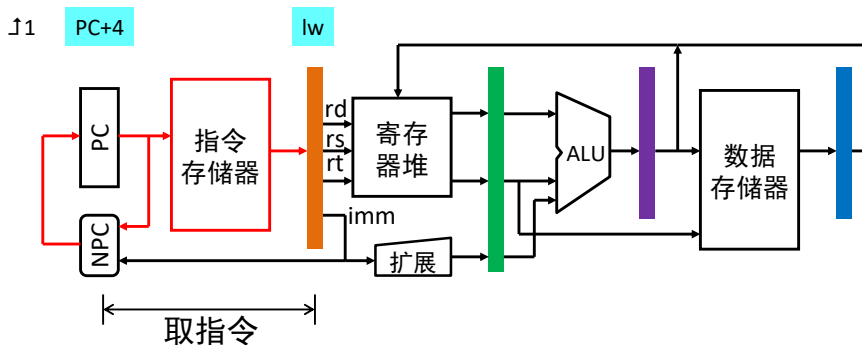 ↑1 PC+4 lw
PC
指令
存储器
rd
rs
rt
寄存
器堆
ALU
数据
存储器
imm
NPC
扩展
取指令